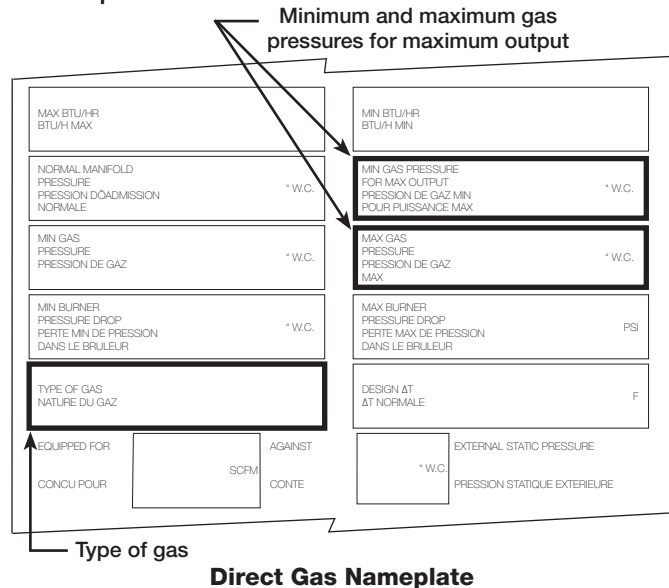 Minimum and maximum gas
pressures for maximum output
MAX BTU/HR
BTU/H MAX
MIN BTU/HR
BTU/H MIN
NORMAL MANIFOLD
PRESSURE
PRESSION DÕADMISSION
NORMALE
" W.C.
MIN GAS PRESSURE
FOR MAX OUTPUT
PRESSION DE GAZ MIN
POUR PUISSANCE MAX
" W.C.
MIN GAS
PRESSURE
PRESSION DE GAZ
" W.C.
MAX GAS
PRESSURE
PRESSION DE GAZ
MAX
" W.C.
MIN BURNER
PRESSURE DROP
PERTE MIN DE PRESSION
DANS LE BRULEUR
" W.C.
MAX BURNER
PRESSURE DROP
PERTE MAX DE PRESSION
DANS LE BRULEUR
PSI
TYPE OF GAS
NATURE DU GAZ
DESIGN ΔT
ΔT NORMALE
F
EQUIPPED FOR
CONCU POUR
SCFM
AGAINST
CONTE
" W.C.
EXTERNAL STATIC PRESSURE
PRESSION STATIQUE EXTERIEURE
Type of gas
Direct Gas Nameplate